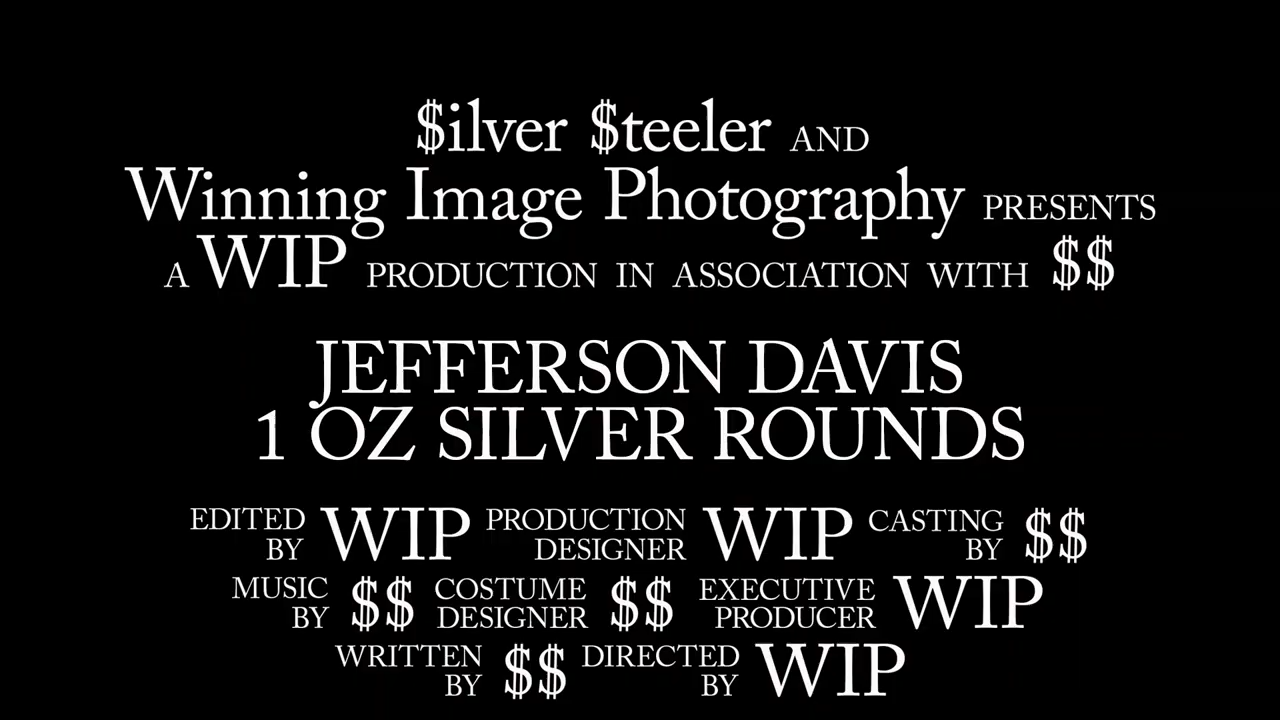 $ilver $teeler AND
Winning Image Photography PRESENTS
A WIP PRODUCTION IN ASSOCIATION WITH $$
JEFFERSON DAVIS
1 OZ SILVER ROUNDS
EDITED BY WIP PRODUCTION DESIGNER WIP CASTING BY $$
MUSIC BY $$ COSTUME DESIGNER $$ EXECUTIVE PRODUCER WIP
WRITTEN BY $$ DIRECTED BY WIP